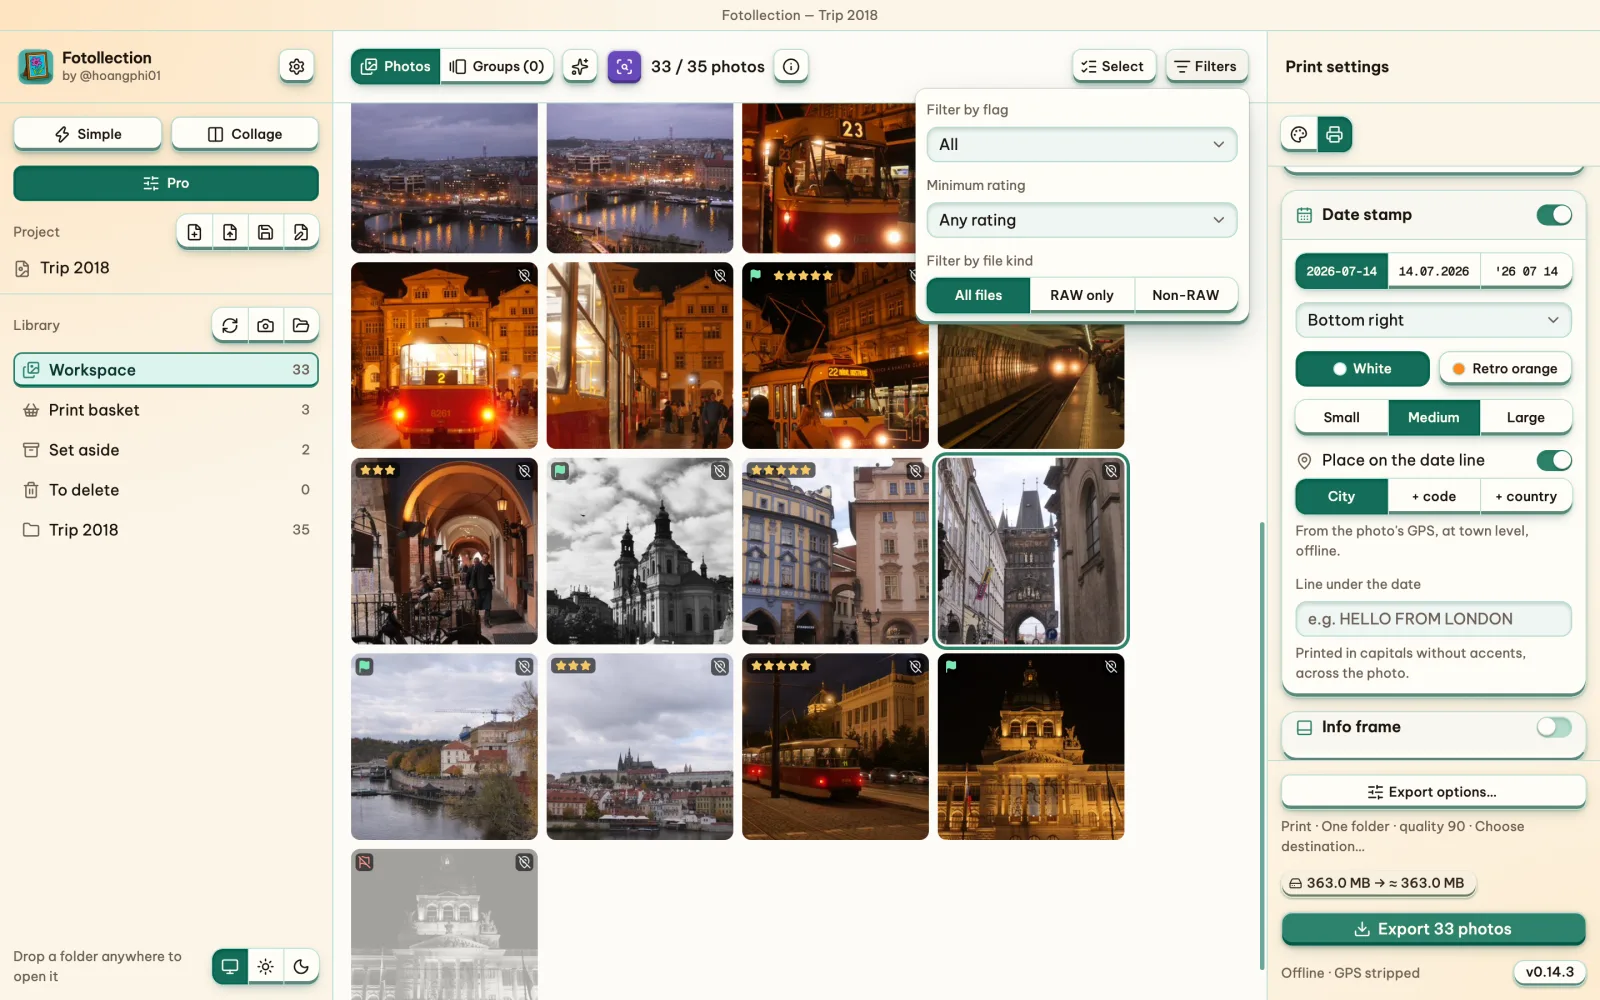 Fotollection — Trip 2018
Fotollection
by @hoangphi01
Simple
Collage
Pro
Project
Trip 2018
Library
Workspace 33
Print basket 3
Set aside 2
To delete 0
Trip 2018 35
Drop a folder anywhere to
open it
Photos
Groups (0)
33 / 35 photos
Select
Filters
Filter by flag
All
Minimum rating
Any rating
Filter by file kind
All files
RAW only
Non-RAW
23
2
8261
22
Print settings
Date stamp
2026-07-14
14.07.2026
'26 07 14
Bottom right
White
Retro orange
Small
Medium
Large
Place on the date line
City
+ code
+ country
From the photo's GPS, at town level,
offline.
Line under the date
e.g. HELLO FROM LONDON
Printed in capitals without accents,
across the photo.
Info frame
Export options...
Print · One folder · quality 90 · Choose
destination...
363.0 MB → ≈ 363.0 MB
Export 33 photos
Offline · GPS stripped
v0.14.3